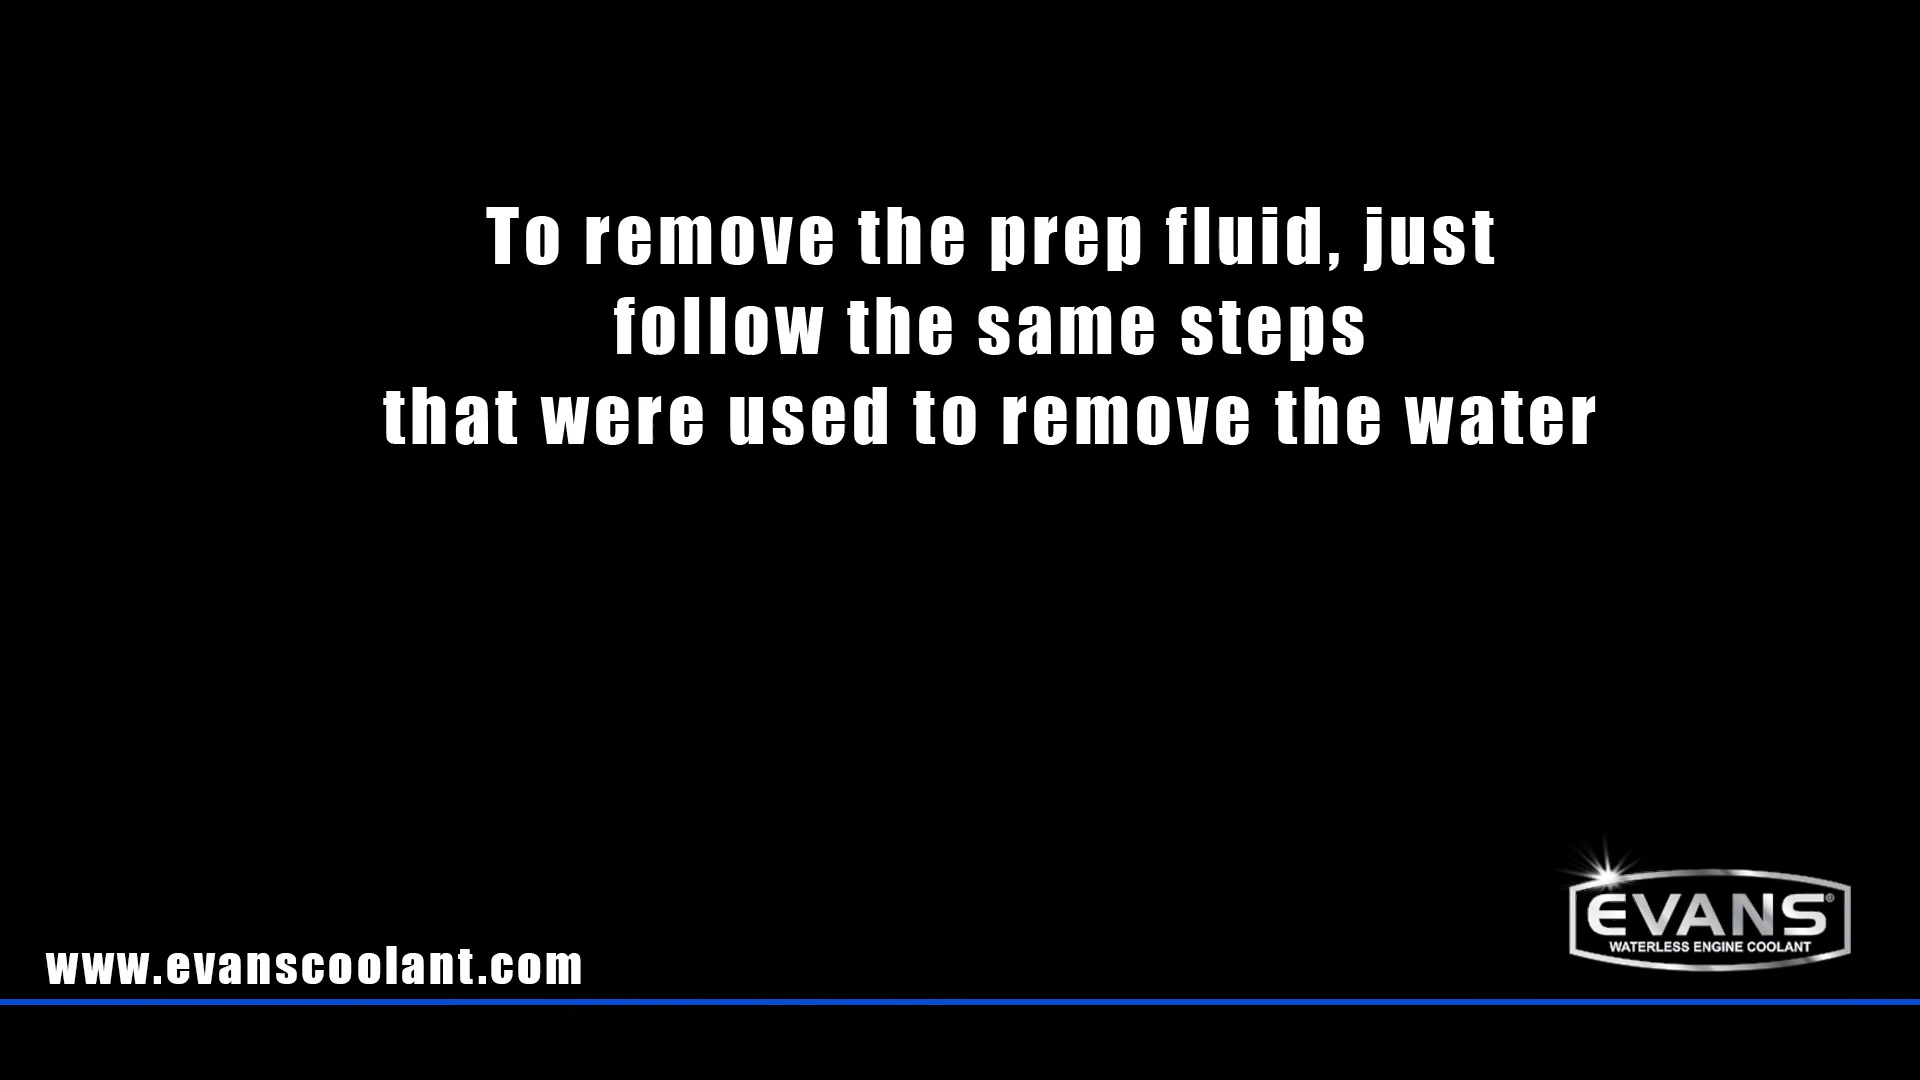 To remove the prep fluid, just
follow the same steps
that were used to remove the water
EVANS®
WATERLESS ENGINE COOLANT
www.evanscoolant.com